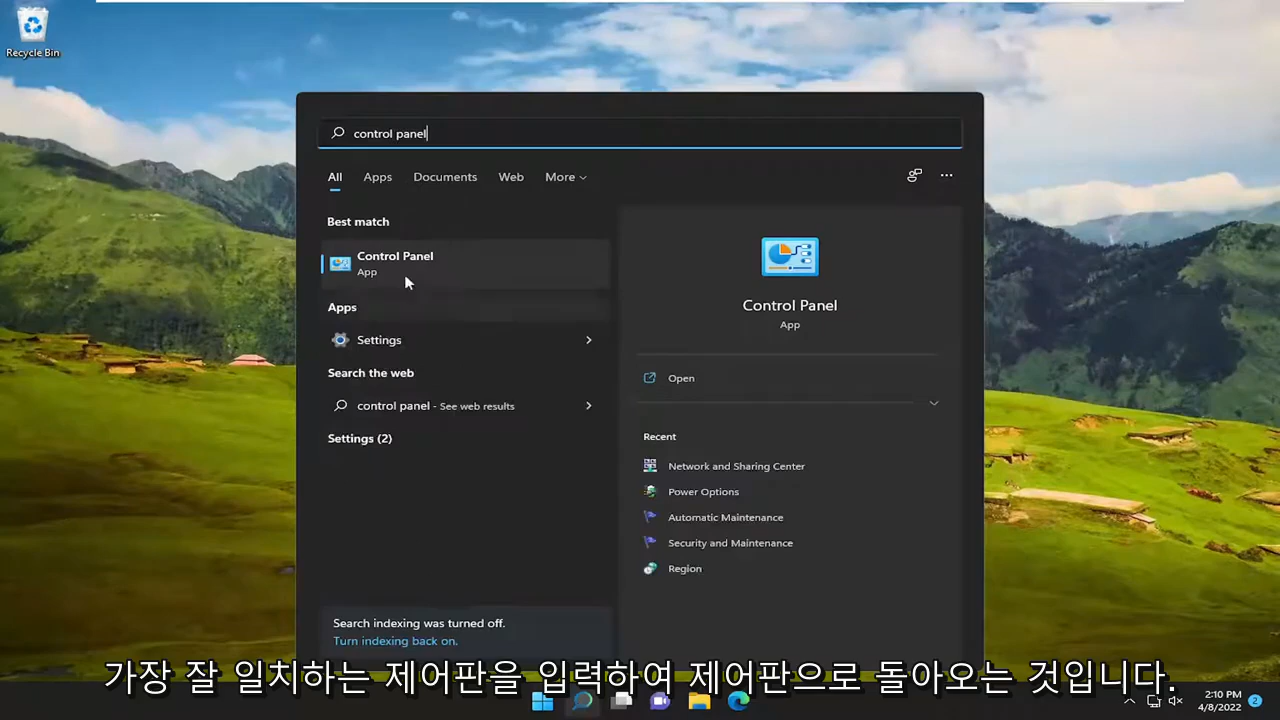 Recycle Bin
control panel
All Apps Documents Web More
Best match
Control Panel
App
Apps
Settings
Search the web
control panel - See web results
Settings (2)
Search indexing was turned off.
Turn indexing back on.
Control Panel
App
Open
Recent
Network and Sharing Center
Power Options
Automatic Maintenance
Security and Maintenance
Region
가장 잘 일치하는 제어판을 입력하여 제어판으로 돌아오는 것입니다.
2:10 PM
4/8/2022
2